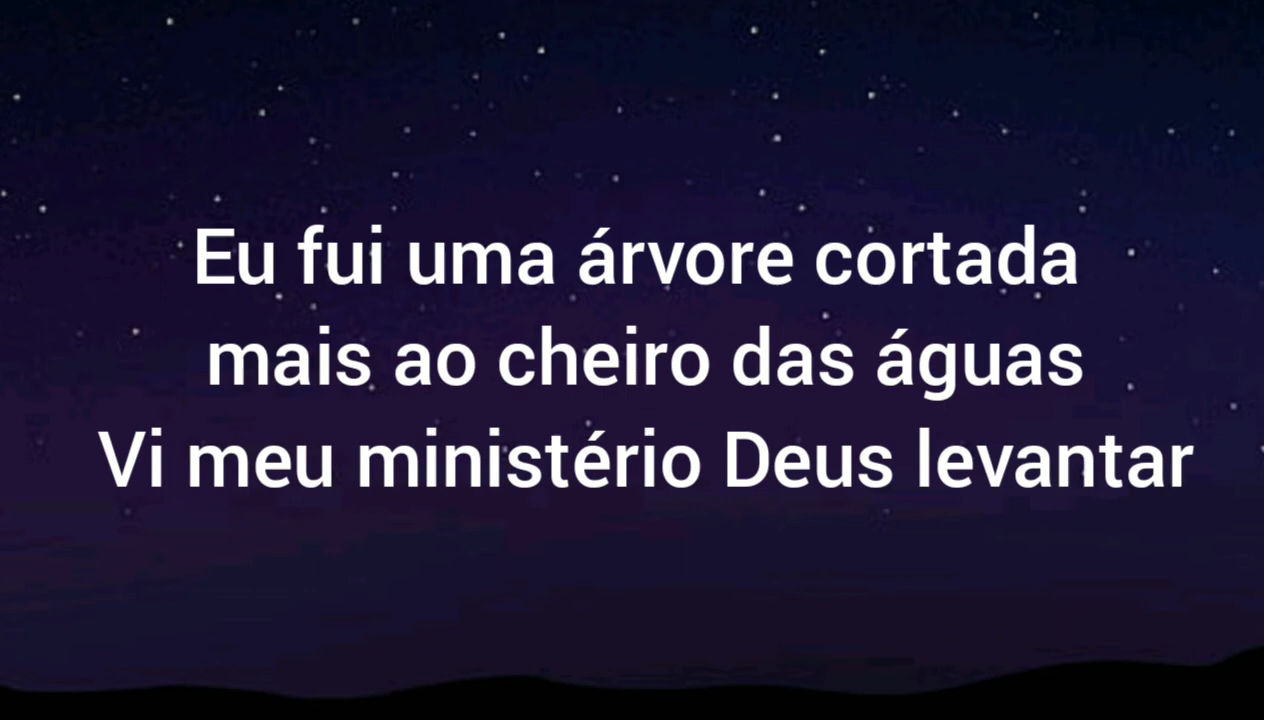 Eu fui uma árvore cortada
mais ao cheiro das águas
Vi meu ministério Deus levantar